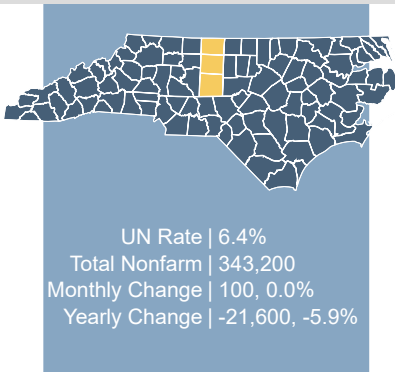 UN Rate | 6.4%
Total Nonfarm | 343,200
Monthly Change | 100, 0.0%
Yearly Change | -21,600, -5.9%